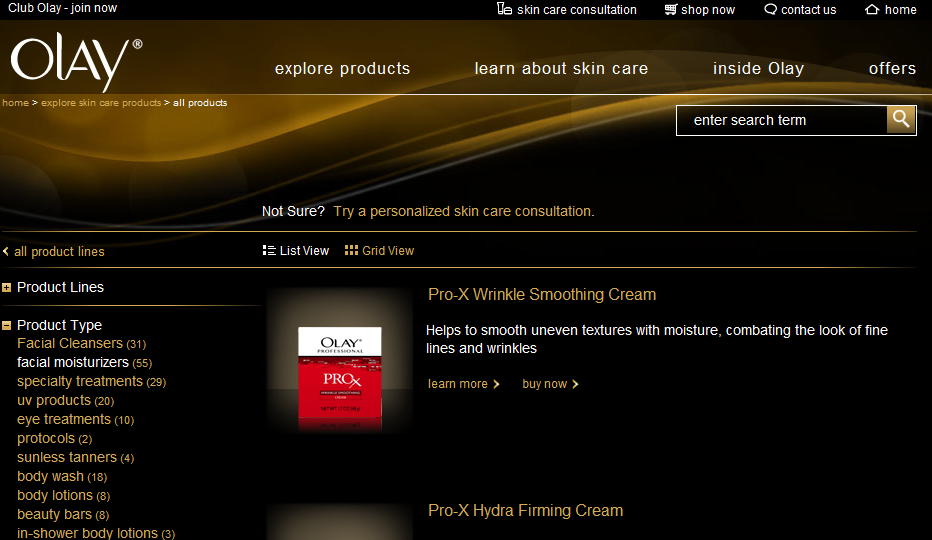 Club Olay - join now
skin care consultation
shop now
contact us
home
OLAY®
explore products
learn about skin care
inside Olay
offers
home > explore skin care products > all products
enter search term
Not Sure? Try a personalized skin care consultation.
all product lines
List View
Grid View
Product Lines
Product Type
Facial Cleansers (31)
facial moisturizers (55)
specialty treatments (29)
uv products (20)
eye treatments (10)
protocols (2)
sunless tanners (4)
body wash (18)
body lotions (8)
beauty bars (8)
in-shower body lotions (3)
OLAY
PROFESSIONAL
PROX
WRINKLE SMOOTHING
CREAM
Pro-X Wrinkle Smoothing Cream
Helps to smooth uneven textures with moisture, combating the look of fine
lines and wrinkles
learn more
buy now
Pro-X Hydra Firming Cream